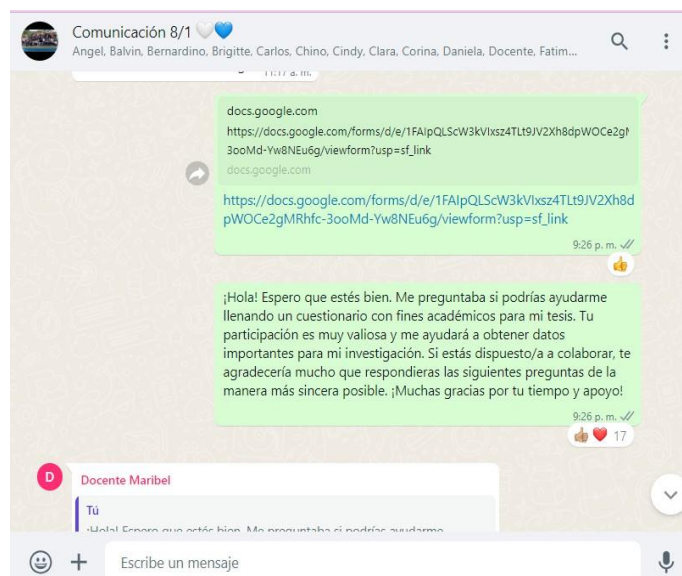 Comunicación 8/1 🤍💙
Angel, Balvin, Bernardino, Brigitte, Carlos, Chino, Cindy, Clara, Corina, Daniela, Docente, Fatim...
11:17 a. m.
docs.google.com
https://docs.google.com/forms/d/e/1FAIpQLScW3kVIxsz4TLt9JV2Xh8dpWOCe2gM
3ooMd-Yw8NEu6g/viewform?usp=sf_link
docs.google.com
https://docs.google.com/forms/d/e/1FAIpQLScW3kVIxsz4TLt9JV2Xh8d
pWOCe2gMRhfc-3ooMd-Yw8NEu6g/viewform?usp=sf_link
9:26 p. m.
¡Hola! Espero que estés bien. Me preguntaba si podrías ayudarme
llenando un cuestionario con fines académicos para mi tesis. Tu
participación es muy valiosa y me ayudará a obtener datos
importantes para mi investigación. Si estás dispuesto/a a colaborar, te
agradecería mucho que respondieras las siguientes preguntas de la
manera más sincera posible. ¡Muchas gracias por tu tiempo y apoyo!
9:26 p. m.
👍🏽❤️ 17
D
Docente Maribel
Tú
¡Hola! Espero que estés bien. Me preguntaba si podrías ayudarme
Escribe un mensaje